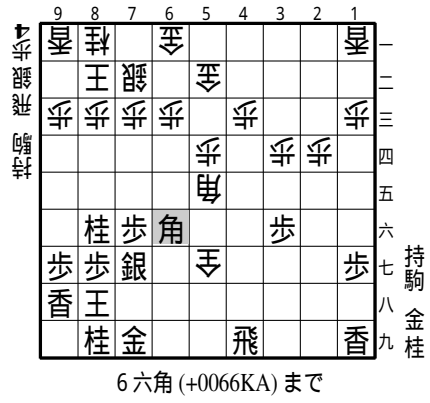 9 8 7 6 5 4 3 2 1
持駒 飛 銀 歩4
香 桂 金 香 一
王 銀 金 二
歩 歩 歩 歩 歩 歩 三
歩 歩 歩 四
角 五
桂 歩 角 歩 六
歩 歩 銀 全 歩 七
香 王 八
桂 金 飛 香 九
持駒 金 桂
6六角 (+0066KA) まで